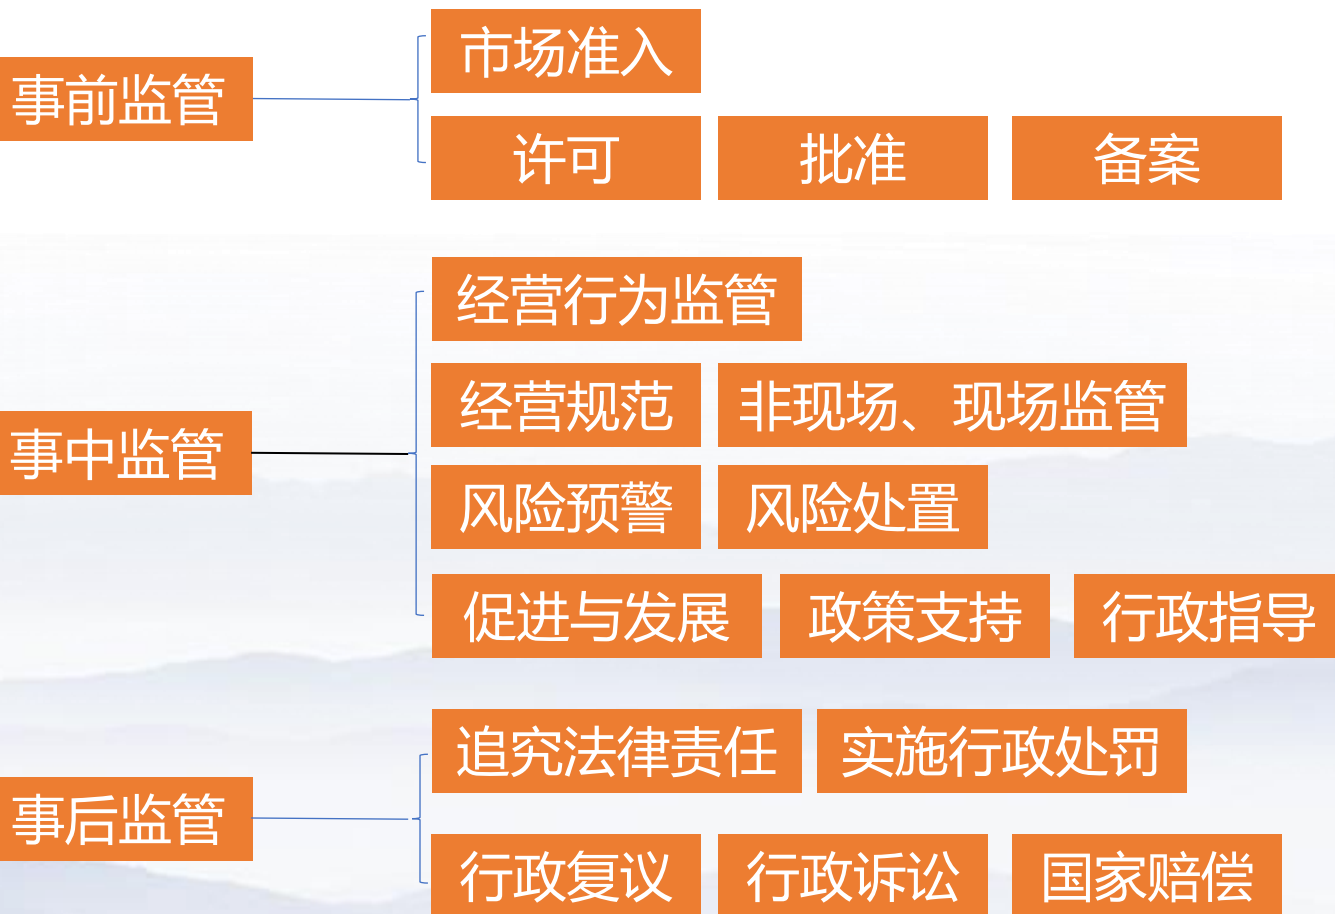 事前监管
市场准入
许可 批准 备案
事中监管
经营行为监管
经营规范 非现场、现场监管
风险预警 风险处置
促进与发展 政策支持 行政指导
事后监管
追究法律责任 实施行政处罚
行政复议 行政诉讼 国家赔偿